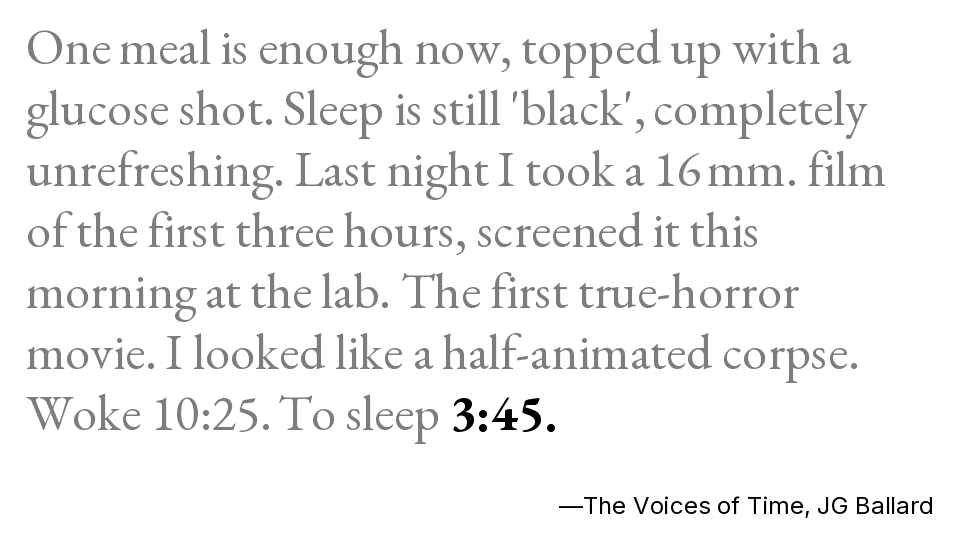 One meal is enough now, topped up with a
glucose shot. Sleep is still 'black', completely
unrefreshing. Last night I took a 16 mm. film
of the first three hours, screened it this
morning at the lab. The first true-horror
movie. I looked like a half-animated corpse.
Woke 10:25. To sleep 3:45.
—The Voices of Time, JG Ballard